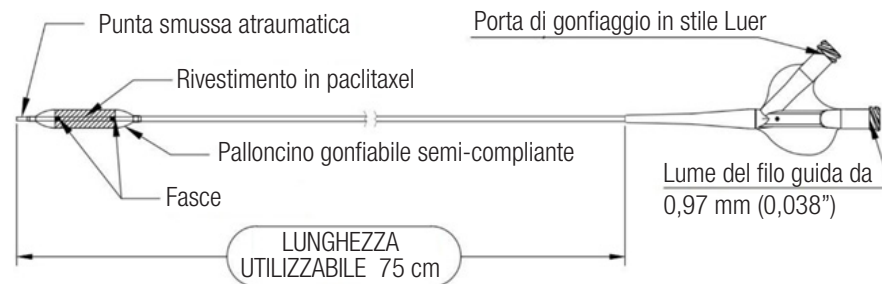 Punta smussa atraumatica
Porta di gonfiaggio in stile Luer
Rivestimento in paclitaxel
Palloncino gonfiabile semi-compliante
Fasce
Lume del filo guida da
0,97 mm (0,038”)
LUNGHEZZA
UTILIZZABILE 75 cm